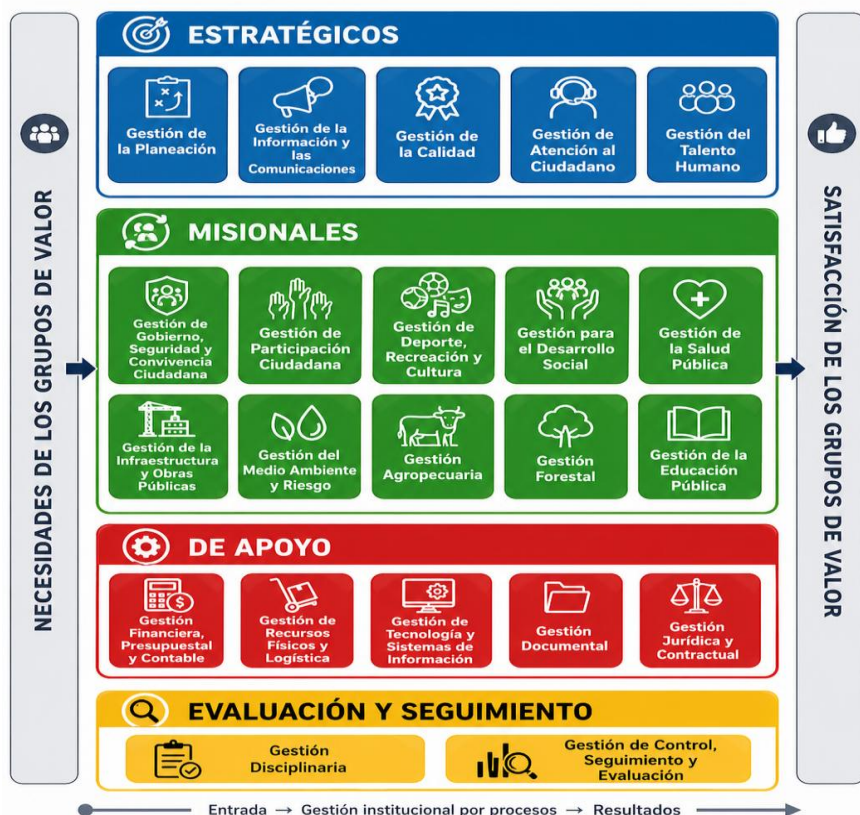 NECESIDADES DE LOS GRUPOS DE VALOR
ESTRATÉGICOS
Gestión de
la Planeación
Gestión de la
Información y
las
Comunicaciones
Gestión de
la Calidad
Gestión de
Atención al
Ciudadano
Gestión del
Talento
Humano
MISIONALES
Gestión de
Gobierno,
Seguridad y
Convivencia
Ciudadana
Gestión de
Participación
Ciudadana
Gestión de
Deporte,
Recreación y
Cultura
Gestión para
el Desarrollo
Social
Gestión de
la Salud
Pública
Gestión de la
Infraestructura
y Obras
Públicas
Gestión del
Medio Ambiente
y Riesgo
Gestión
Agropecuaria
Gestión
Forestal
Gestión de la
Educación
Pública
DE APOYO
Gestión
Financiera,
Presupuestal
y Contable
Gestión de
Recursos
Físicos y
Logística
Gestión de
Tecnología y
Sistemas de
Información
Gestión
Documental
Gestión
Jurídica y
Contractual
EVALUACIÓN Y SEGUIMIENTO
Gestión
Disciplinaria
Gestión de Control,
Seguimiento y
Evaluación
SATISFACCIÓN DE LOS GRUPOS DE VALOR
Entrada → Gestión institucional por procesos → Resultados